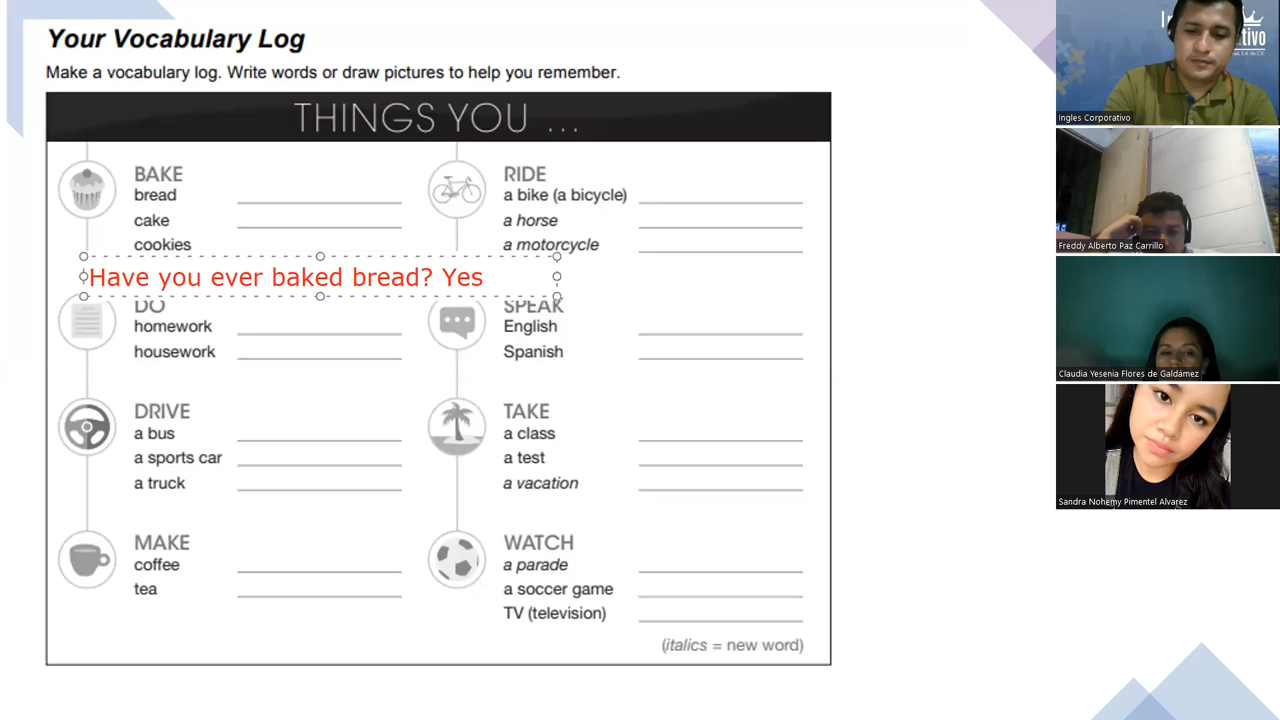 Your Vocabulary Log
Make a vocabulary log. Write words or draw pictures to help you remember.
THINGS YOU ...
BAKE
bread
cake
cookies
RIDE
a bike (a bicycle)
a horse
a motorcycle
Have you ever baked bread? Yes
DO
homework
housework
SPEAK
English
Spanish
DRIVE
a bus
a sports car
a truck
TAKE
a class
a test
a vacation
MAKE
coffee
tea
WATCH
a parade
a soccer game
TV (television)
(italics = new word)
Ingles Corporativo
Freddy Alberto Paz Carrillo
Claudia Yesenia Flores de Galdámez
Sandra Nohemy Pimentel Alvarez